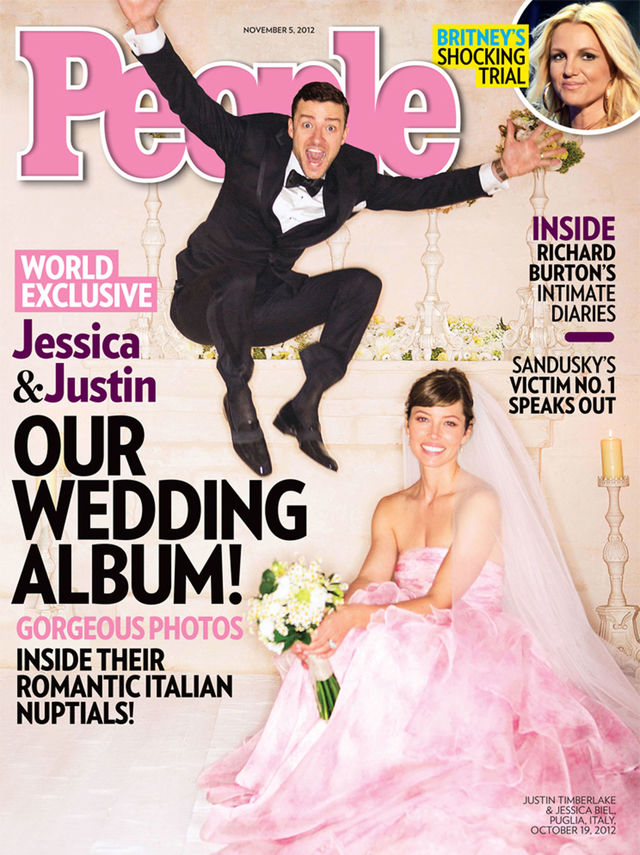 NOVEMBER 5, 2012
People
BRITNEY'S
SHOCKING
TRIAL
WORLD
EXCLUSIVE
Jessica
&Justin
OUR
WEDDING
ALBUM!
GORGEOUS PHOTOS
INSIDE THEIR
ROMANTIC ITALIAN
NUPTIALS!
INSIDE
RICHARD
BURTON'S
INTIMATE
DIARIES
SANDUSKY'S
VICTIM NO. 1
SPEAKS OUT
JUSTIN TIMBERLAKE
& JESSICA BIEL,
PUGLIA, ITALY,
OCTOBER 19, 2012